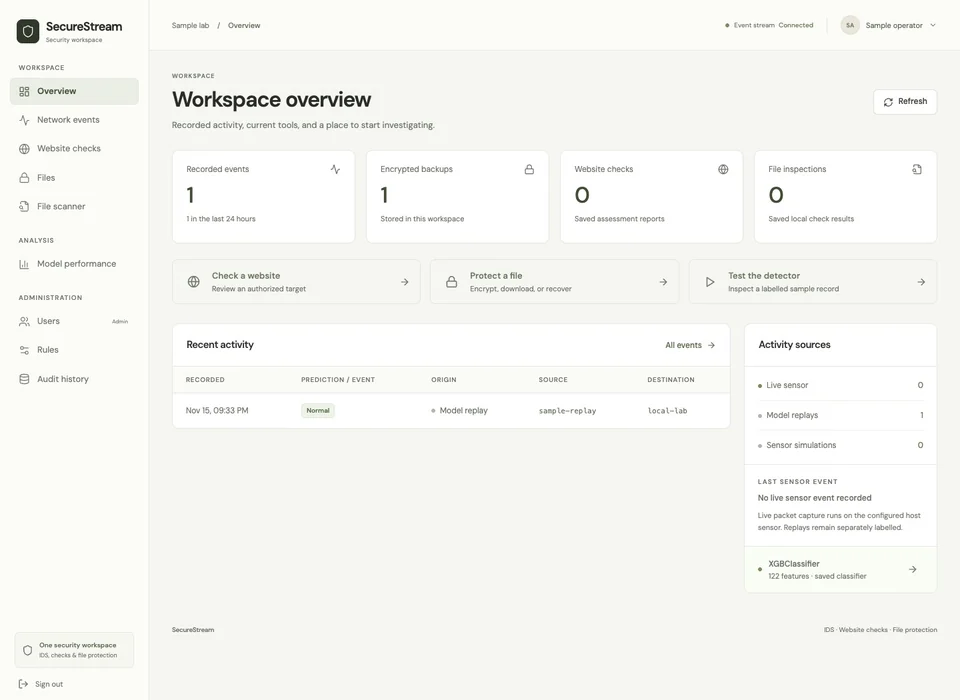 SecureStream
Security workspace
WORKSPACE
Overview
Network events
Website checks
Files
File scanner
ANALYSIS
Model performance
ADMINISTRATION
Users Admin
Rules
Audit history
One security workspace
IDS, checks & file protection
Sign out
Sample lab / Overview
Event stream Connected
SA Sample operator
WORKSPACE
Workspace overview
Recorded activity, current tools, and a place to start investigating.
Refresh
Recorded events
1
1 in the last 24 hours
Encrypted backups
1
Stored in this workspace
Website checks
0
Saved assessment reports
File inspections
0
Saved local check results
Check a website
Review an authorized target
Protect a file
Encrypt, download, or recover
Test the detector
Inspect a labelled sample record
Recent activity All events
RECORDED PREDICTION / EVENT ORIGIN SOURCE DESTINATION
Nov 15, 09:33 PM Normal Model replay sample-replay local-lab
Activity sources
Live sensor 0
Model replays 1
Sensor simulations 0
LAST SENSOR EVENT
No live sensor event recorded
Live packet capture runs on the configured host
sensor. Replays remain separately labelled.
XGBClassifier
122 features · saved classifier
SecureStream
IDS · Website checks · File protection